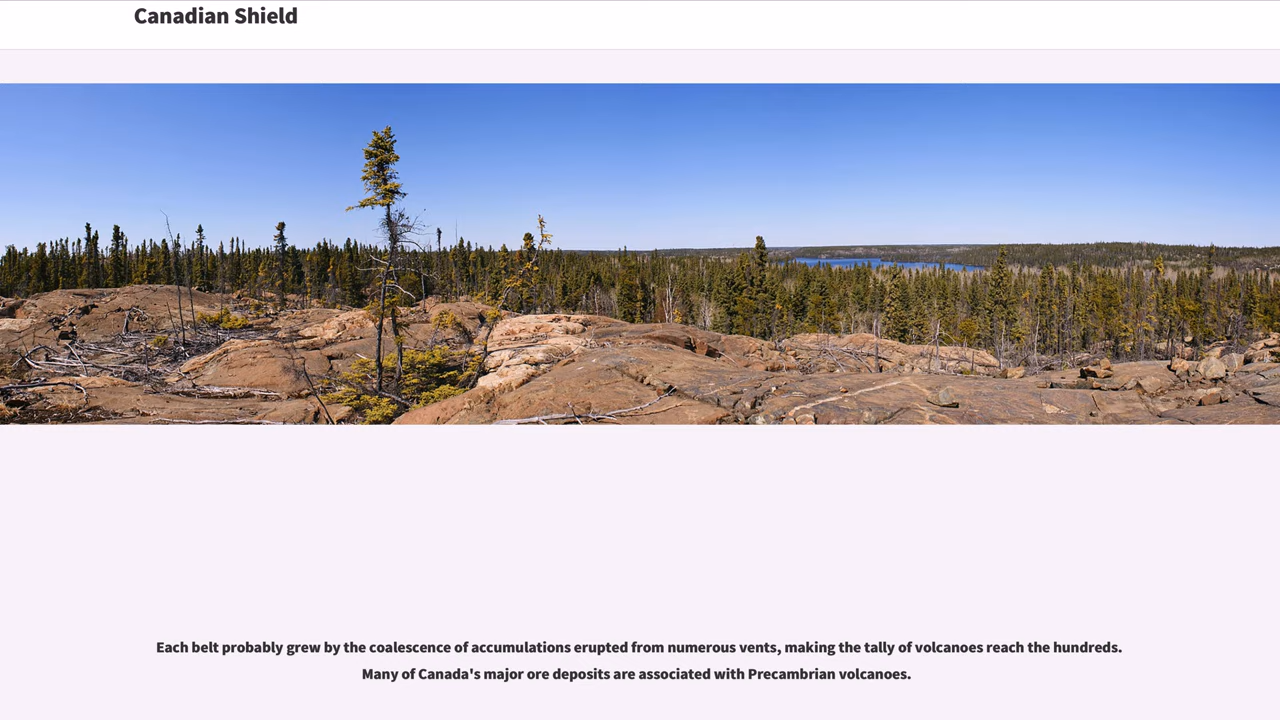 Canadian Shield
Each belt probably grew by the coalescence of accumulations erupted from numerous vents, making the tally of volcanoes reach the hundreds.
Many of Canada's major ore deposits are associated with Precambrian volcanoes.